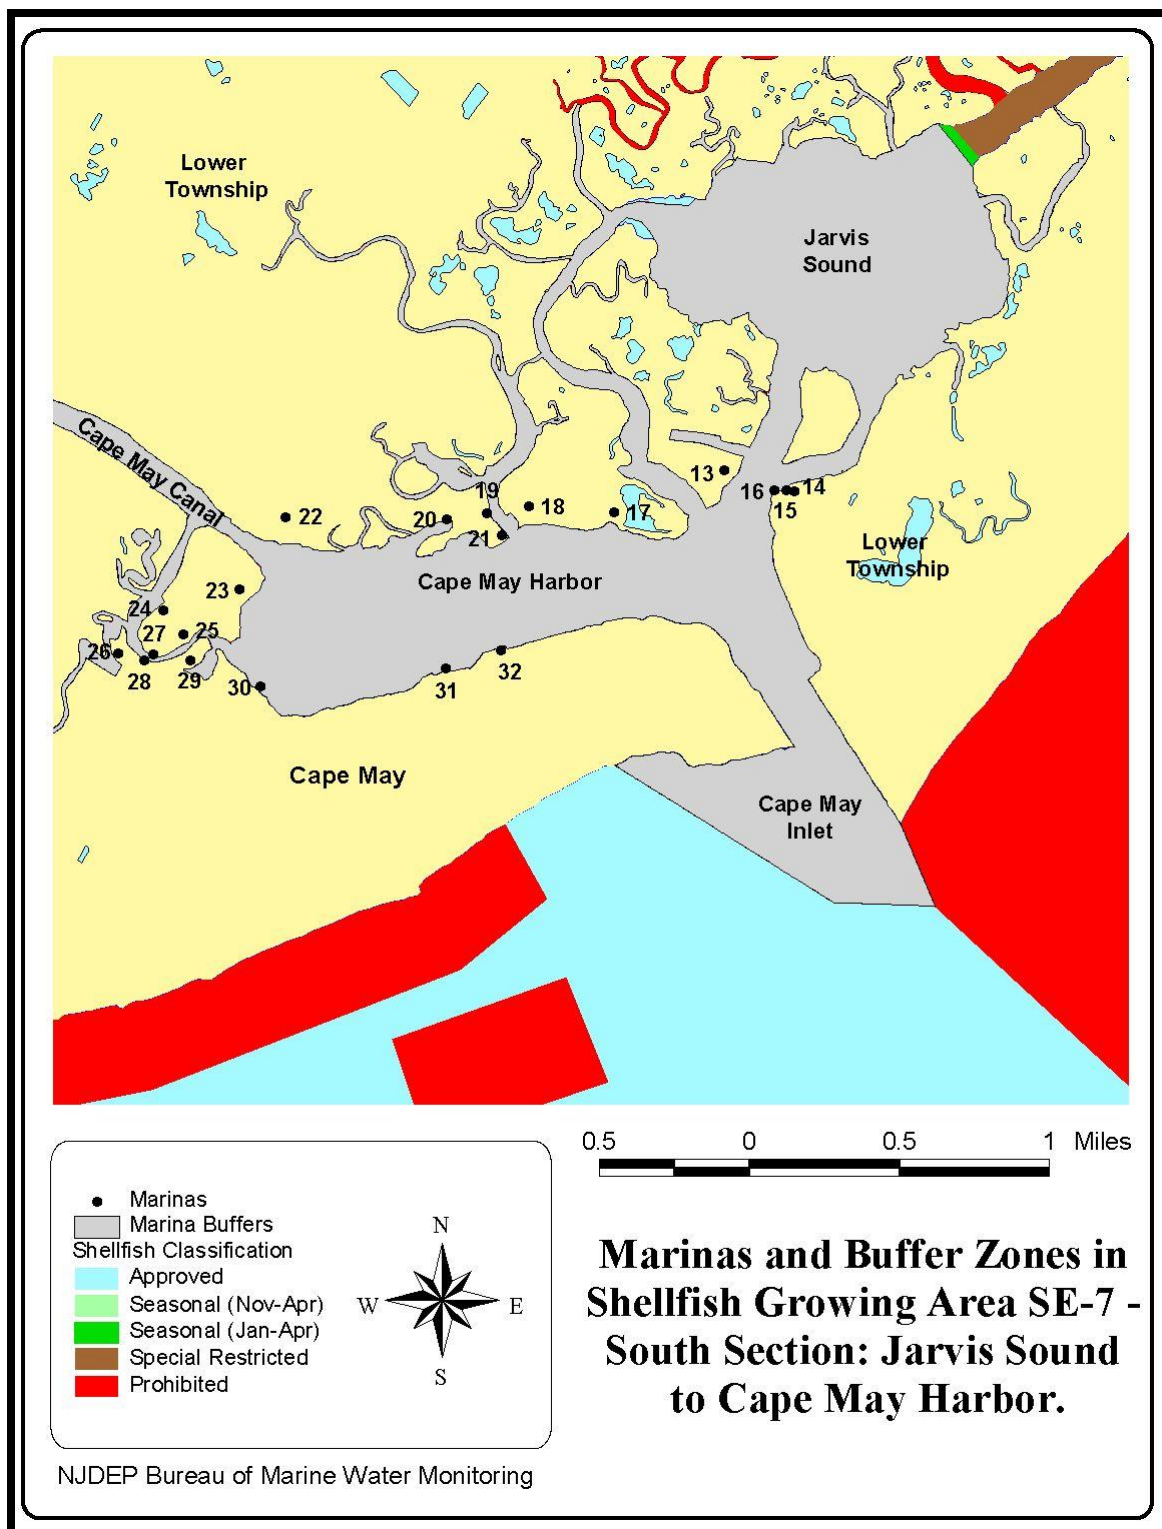 Lower
Township
Jarvis
Sound
Cape May Canal
13
16
14
15
19
18
17
22
20
21
Lower
Township
Cape May Harbor
23
24
27
25
26
28
29
30
31
32
Cape May
Cape May
Inlet
0.5 0 0.5 1 Miles
Marinas
Marina Buffers
Shellfish Classification
Approved
Seasonal (Nov-Apr)
Seasonal (Jan-Apr)
Special Restricted
Prohibited
N
W E
S
Marinas and Buffer Zones in
Shellfish Growing Area SE-7 -
South Section: Jarvis Sound
to Cape May Harbor.
NJDEP Bureau of Marine Water Monitoring